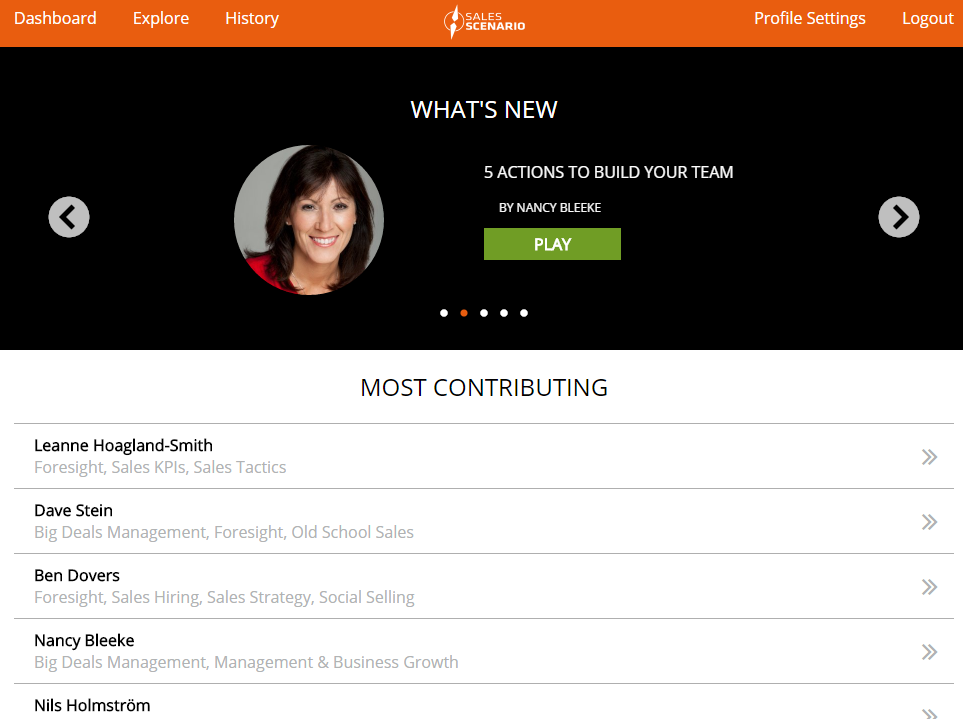 Dashboard Explore History SALES SCENARIO Profile Settings Logout
WHAT'S NEW
5 ACTIONS TO BUILD YOUR TEAM
BY NANCY BLEEKE
PLAY
MOST CONTRIBUTING
Leanne Hoagland-Smith
Foresight, Sales KPIs, Sales Tactics
Dave Stein
Big Deals Management, Foresight, Old School Sales
Ben Dovers
Foresight, Sales Hiring, Sales Strategy, Social Selling
Nancy Bleeke
Big Deals Management, Management & Business Growth
Nils Holmström